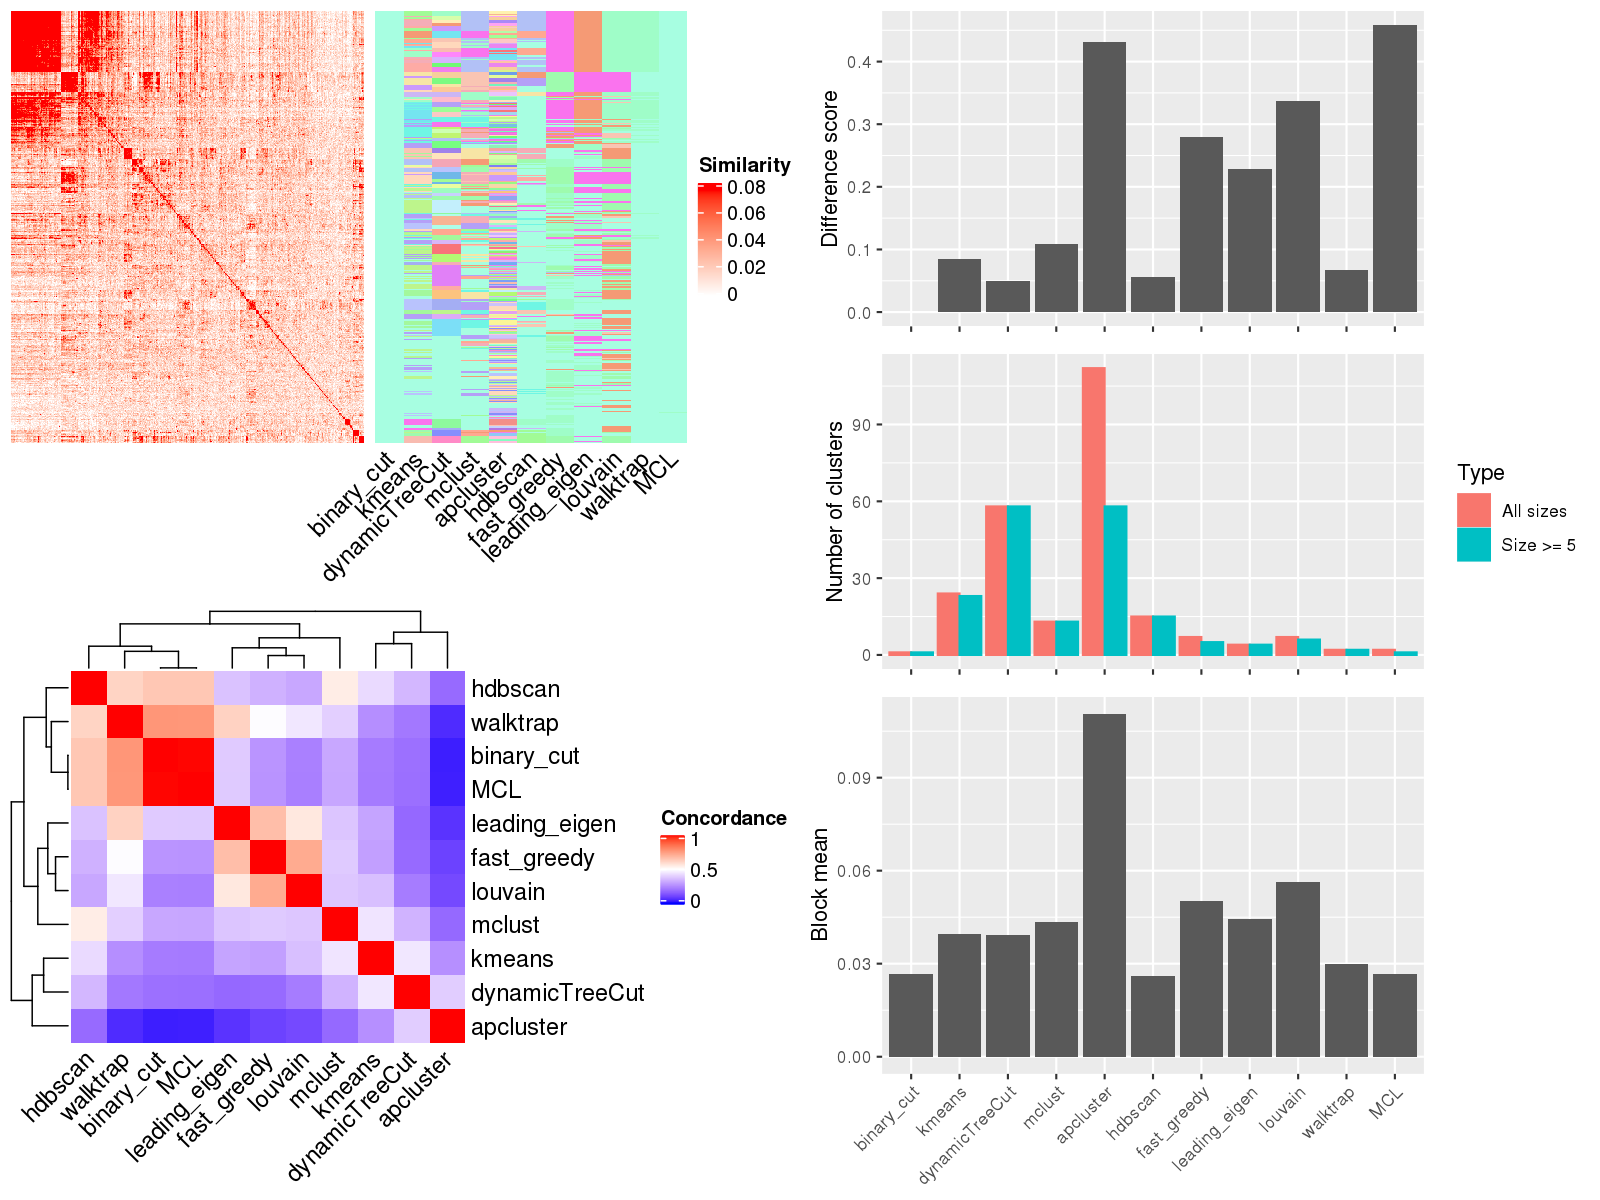 Similarity
0.08
0.06
0.04
0.02
0
binary_cut
kmeans
dynamicTreeCut
mclust
apcluster
hdbscan
fast_greedy
leading_eigen
louvain
walktrap
MCL
hdbscan
walktrap
binary_cut
MCL
leading_eigen
fast_greedy
louvain
mclust
kmeans
dynamicTreeCut
apcluster
Concordance
1
0.5
0
hdbscan
walktrap
binary_cut
MCL
leading_eigen
fast_greedy
louvain
mclust
kmeans
dynamicTreeCut
apcluster
Difference score
0.4
0.3
0.2
0.1
0.0
Number of clusters
90
60
30
0
Type
All sizes
Size >= 5
Block mean
0.09
0.06
0.03
0.00
binary_cut
kmeans
dynamicTreeCut
mclust
apcluster
hdbscan
fast_greedy
leading_eigen
louvain
walktrap
MCL